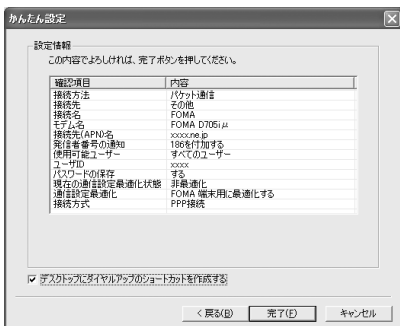 かんたん設定
設定情報
この内容でよろしければ、完了ボタンを押してください。
確認項目 内容
接続方法 パケット通信
接続先 その他
接続名 FOMA
モデム名 FOMA D705iμ
接続先(APN)名 xxxx.ne.jp
発信者番号の通知 186を付加する
使用可能ユーザー すべてのユーザー
ユーザID xxxx
パスワードの保存 する
現在の通信設定最適化状態 非最適化
通信設定最適化 FOMA 端末用に最適化する
接続方式 PPP接続
デスクトップにダイヤルアップのショートカットを作成する
< 戻る(B) 完了(F) キャンセル